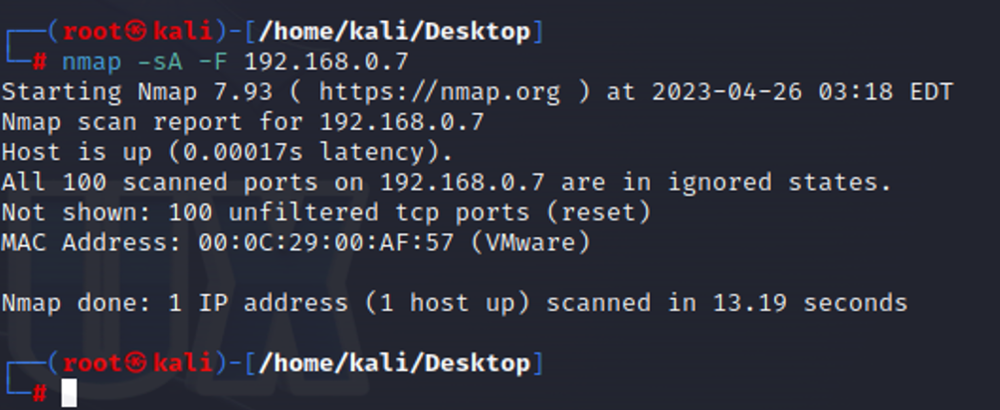 ┌──(root㉿kali)-[/home/kali/Desktop]
└─# nmap -sA -F 192.168.0.7
Starting Nmap 7.93 ( https://nmap.org ) at 2023-04-26 03:18 EDT
Nmap scan report for 192.168.0.7
Host is up (0.00017s latency).
All 100 scanned ports on 192.168.0.7 are in ignored states.
Not shown: 100 unfiltered tcp ports (reset)
MAC Address: 00:0C:29:00:AF:57 (VMware)
Nmap done: 1 IP address (1 host up) scanned in 13.19 seconds
┌──(root㉿kali)-[/home/kali/Desktop]
└─#